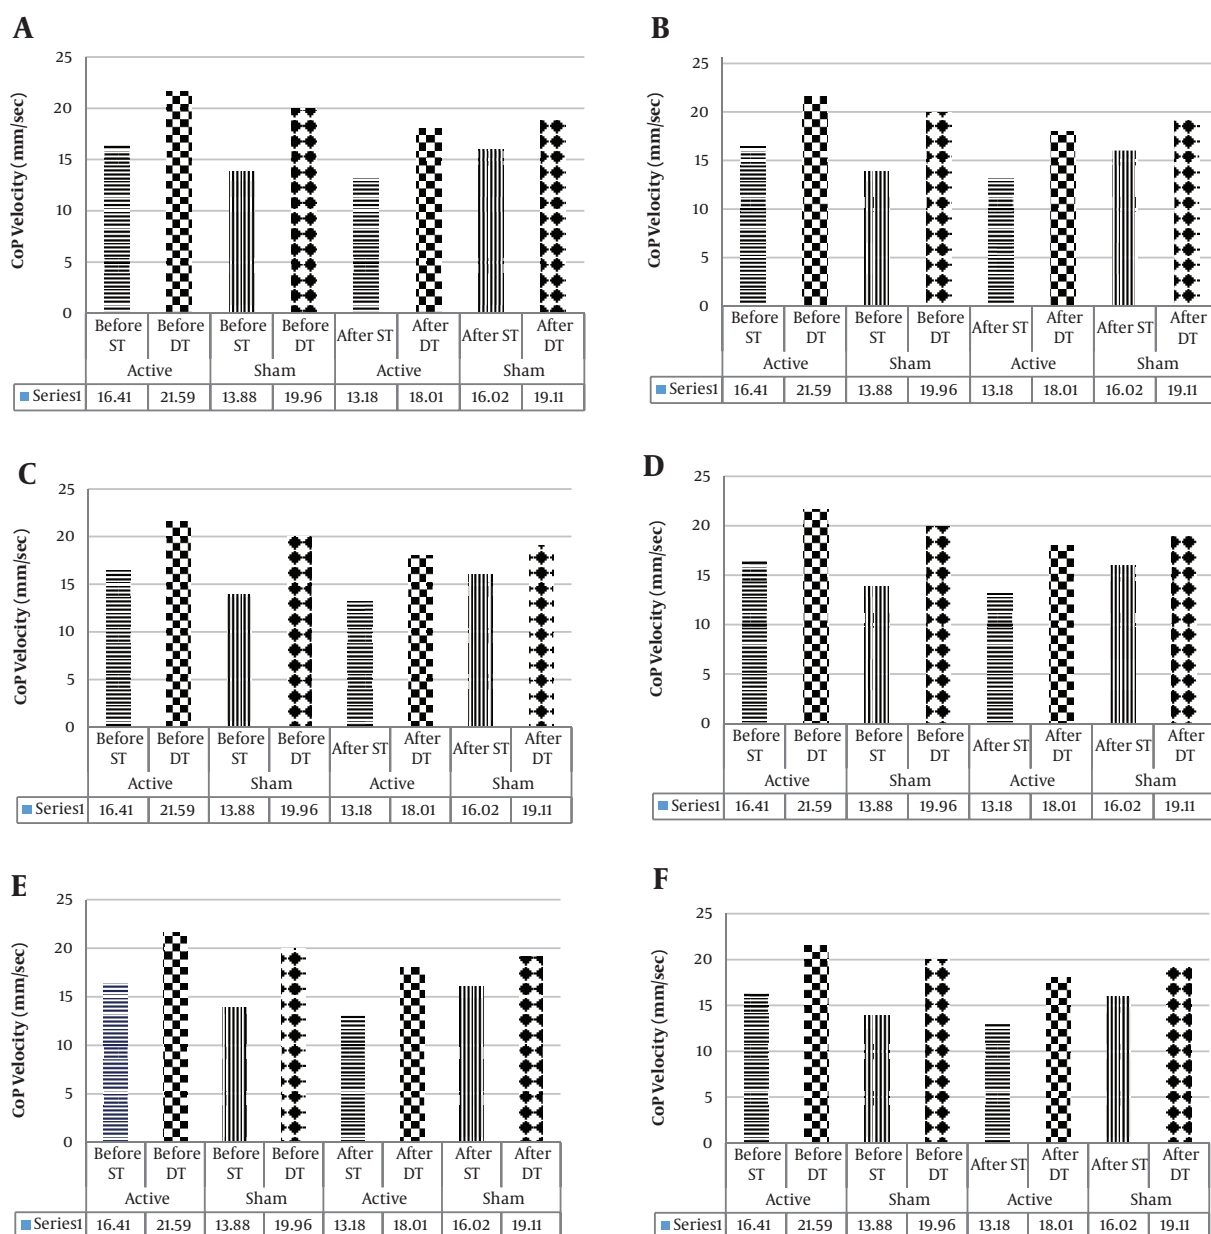 A
CoP Velocity (mm/sec)
25
20
15
10
5
0
Before ST Before DT Before ST Before DT After ST After DT After ST After DT
Active Sham Active Sham
Series1 16.41 21.59 13.88 19.96 13.18 18.01 16.02 19.11
B
CoP Velocity (mm/sec)
25
20
15
10
5
0
Before ST Before DT Before ST Before DT After ST After DT After ST After DT
Active Sham Active Sham
Series1 16.41 21.59 13.88 19.96 13.18 18.01 16.02 19.11
C
CoP Velocity (mm/sec)
25
20
15
10
5
0
Before ST Before DT Before ST Before DT After ST After DT After ST After DT
Active Sham Active Sham
Series1 16.41 21.59 13.88 19.96 13.18 18.01 16.02 19.11
D
CoP Velocity (mm/sec)
25
20
15
10
5
0
Before ST Before DT Before ST Before DT After ST After DT After ST After DT
Active Sham Active Sham
Series1 16.41 21.59 13.88 19.96 13.18 18.01 16.02 19.11
E
CoP Velocity (mm/sec)
25
20
15
10
5
0
Before ST Before DT Before ST Before DT After ST After DT After ST After DT
Active Sham Active Sham
Series1 16.41 21.59 13.88 19.96 13.18 18.01 16.02 19.11
F
CoP Velocity (mm/sec)
25
20
15
10
5
0
Before ST Before DT Before ST Before DT After ST After DT After ST After DT
Active Sham Active Sham
Series1 16.41 21.59 13.88 19.96 13.18 18.01 16.02 19.11